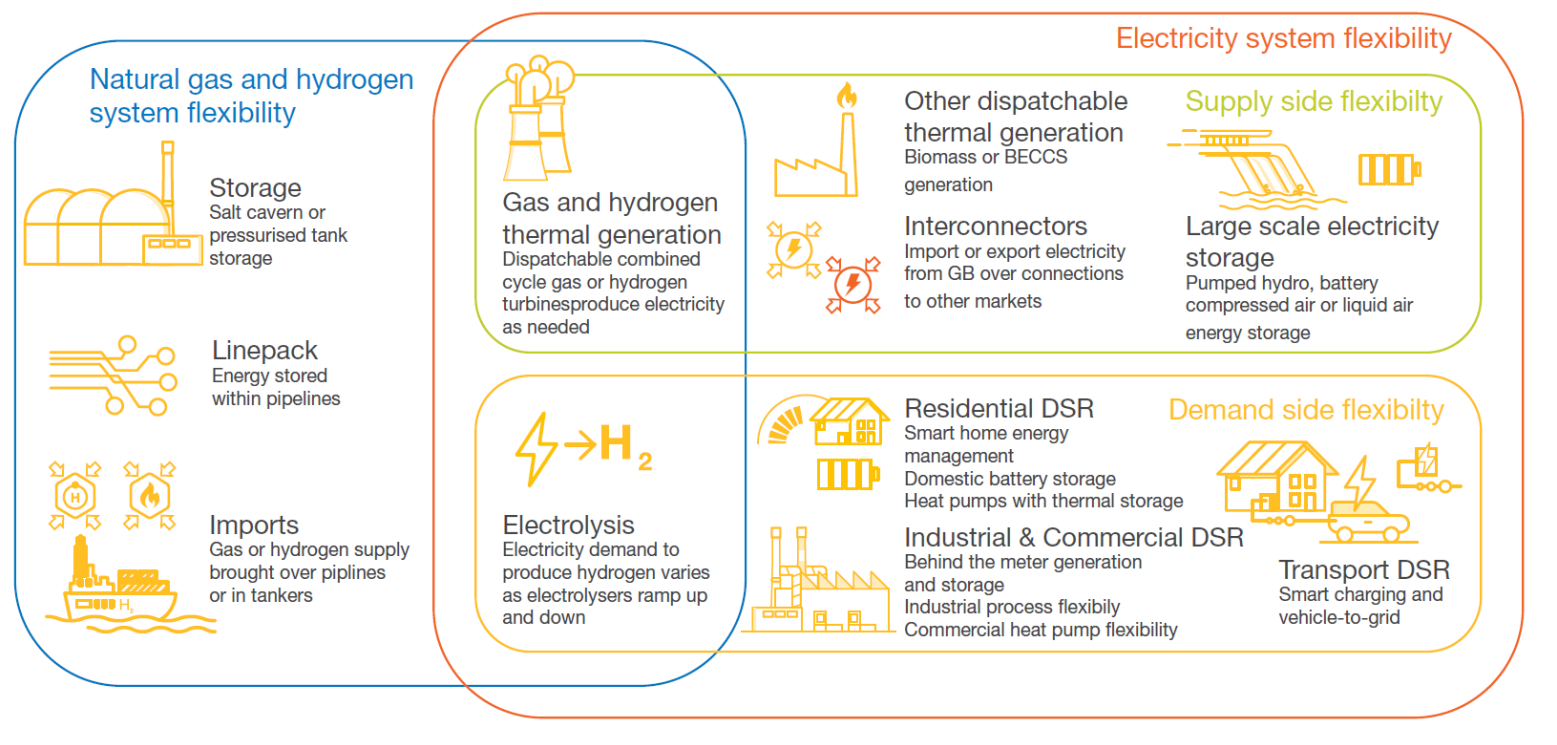 Electricity system flexibility
Natural gas and hydrogen
system flexibility
Storage
Salt cavern or
pressurised tank
storage
Linepack
Energy stored
within pipelines
H
Imports
Gas or hydrogen supply
brought over piplines
or in tankers
H₂
Gas and hydrogen
thermal generation
Dispatchable combined
cycle gas or hydrogen
turbinesproduce electricity
as needed
Other dispatchable
thermal generation
Biomass or BECCS
generation
Interconnectors
Import or export electricity
from GB over connections
to other markets
Supply side flexibilty
Large scale electricity
storage
Pumped hydro, battery
compressed air or liquid air
energy storage
H₂
Electrolysis
Electricity demand to
produce hydrogen varies
as electrolysers ramp up
and down
Residential DSR
Smart home energy
management
Domestic battery storage
Heat pumps with thermal storage
Industrial & Commercial DSR
Behind the meter generation
and storage
Industrial process flexibily
Commercial heat pump flexibility
Demand side flexibilty
Transport DSR
Smart charging and
vehicle-to-grid